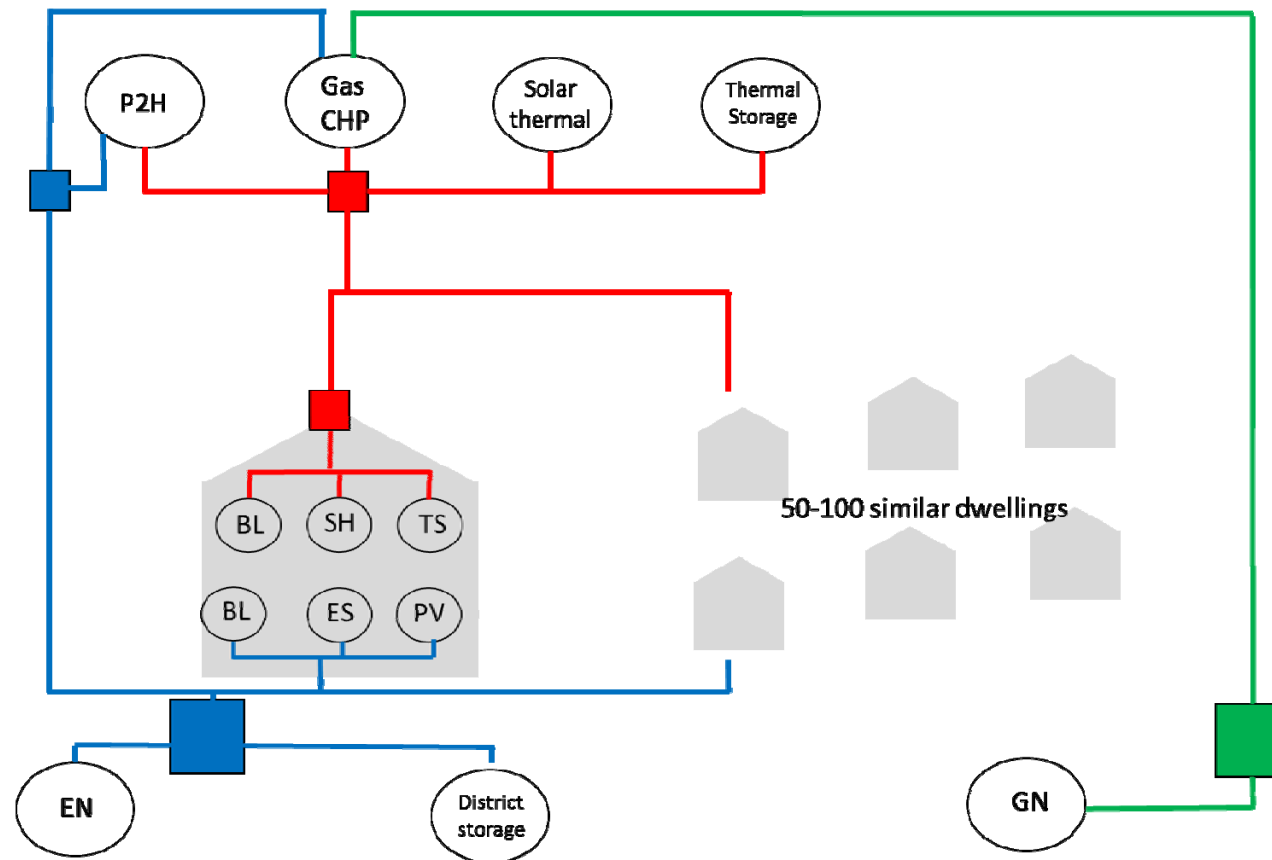 P2H
Gas
CHP
Solar
thermal
Thermal
Storage
BL
SH
TS
50-100 similar dwellings
BL
ES
PV
EN
District
storage
GN